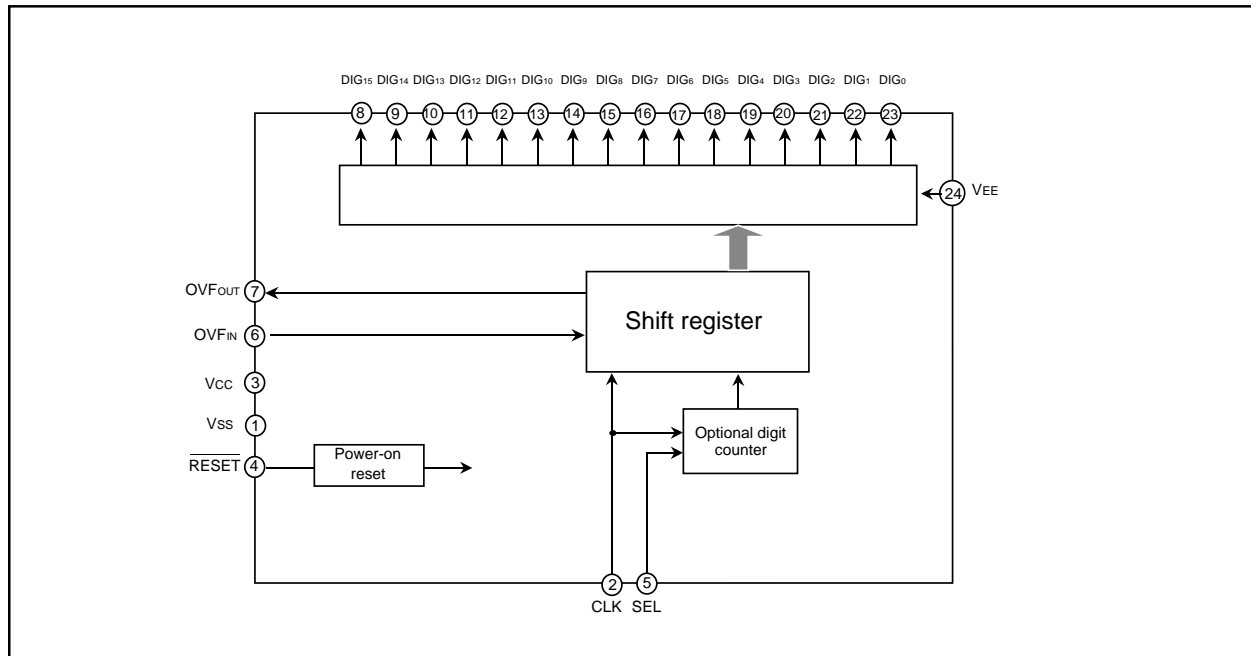 DIG15 DIG14 DIG13 DIG12 DIG11 DIG10 DIG9 DIG8 DIG7 DIG6 DIG5 DIG4 DIG3 DIG2 DIG1 DIG0
8 9 10 11 12 13 14 15 16 17 18 19 20 21 22 23
24 VEE
OVFOUT 7
Shift register
OVFIN 6
VCC 3
VSS 1
Optional digit
counter
RESET 4
Power-on
reset
2 5
CLK SEL